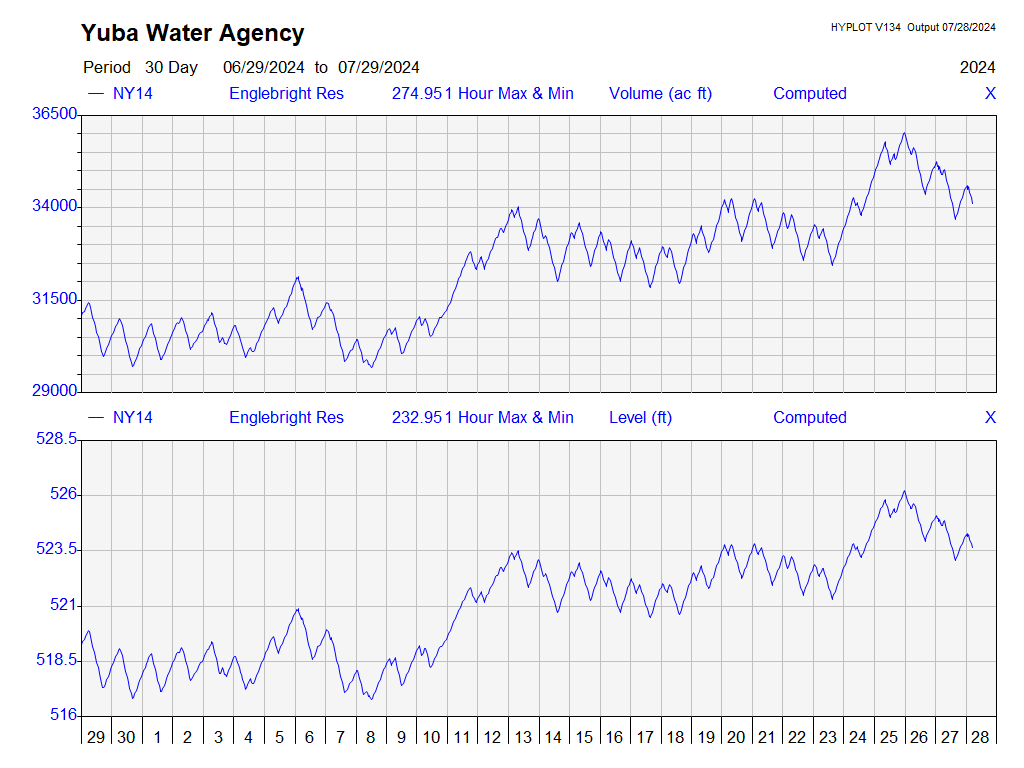 Yuba Water Agency
HYPLOT V134 Output 07/28/2024
Period 30 Day 06/29/2024 to 07/29/2024 2024
NY14 Englebright Res 274.951 Hour Max & Min Volume (ac ft) Computed X
36500
34000
31500
29000
NY14 Englebright Res 232.951 Hour Max & Min Level (ft) Computed X
528.5
526
523.5
521
518.5
516
29 30 1 2 3 4 5 6 7 8 9 10 11 12 13 14 15 16 17 18 19 20 21 22 23 24 25 26 27 28